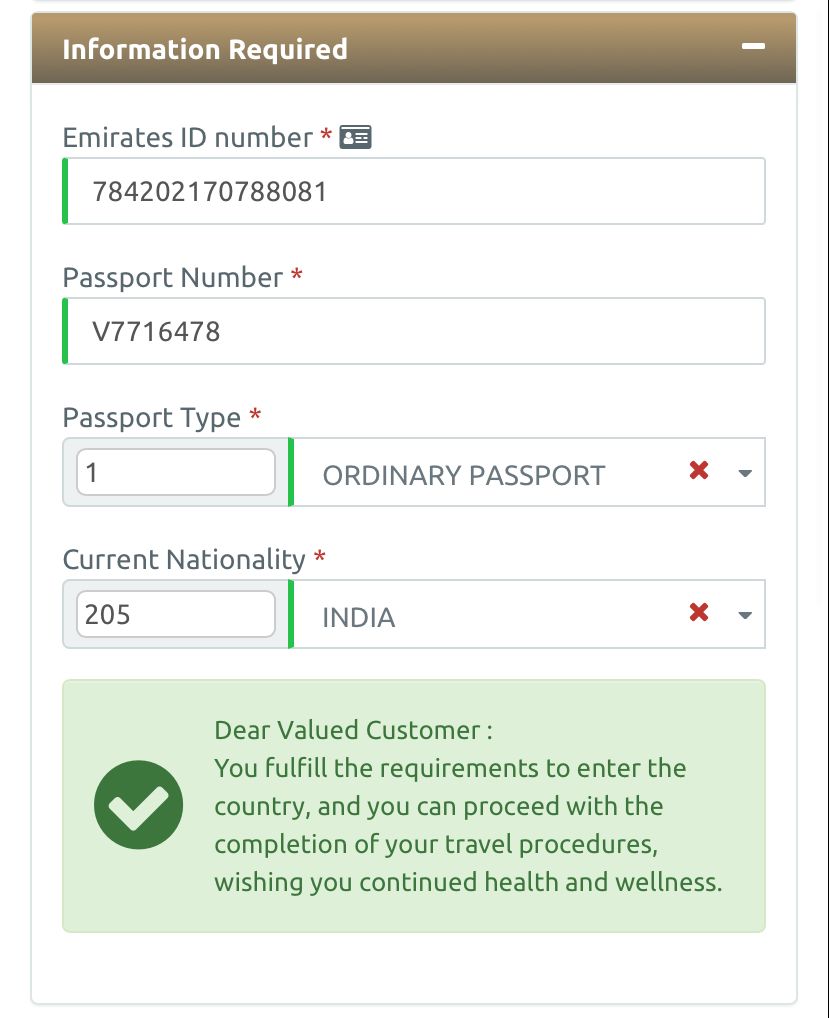 Information Required
Emirates ID number *
784202170788081
Passport Number *
V7716478
Passport Type *
1 ORDINARY PASSPORT
Current Nationality *
205 INDIA
Dear Valued Customer :
You fulfill the requirements to enter the
country, and you can proceed with the
completion of your travel procedures,
wishing you continued health and wellness.